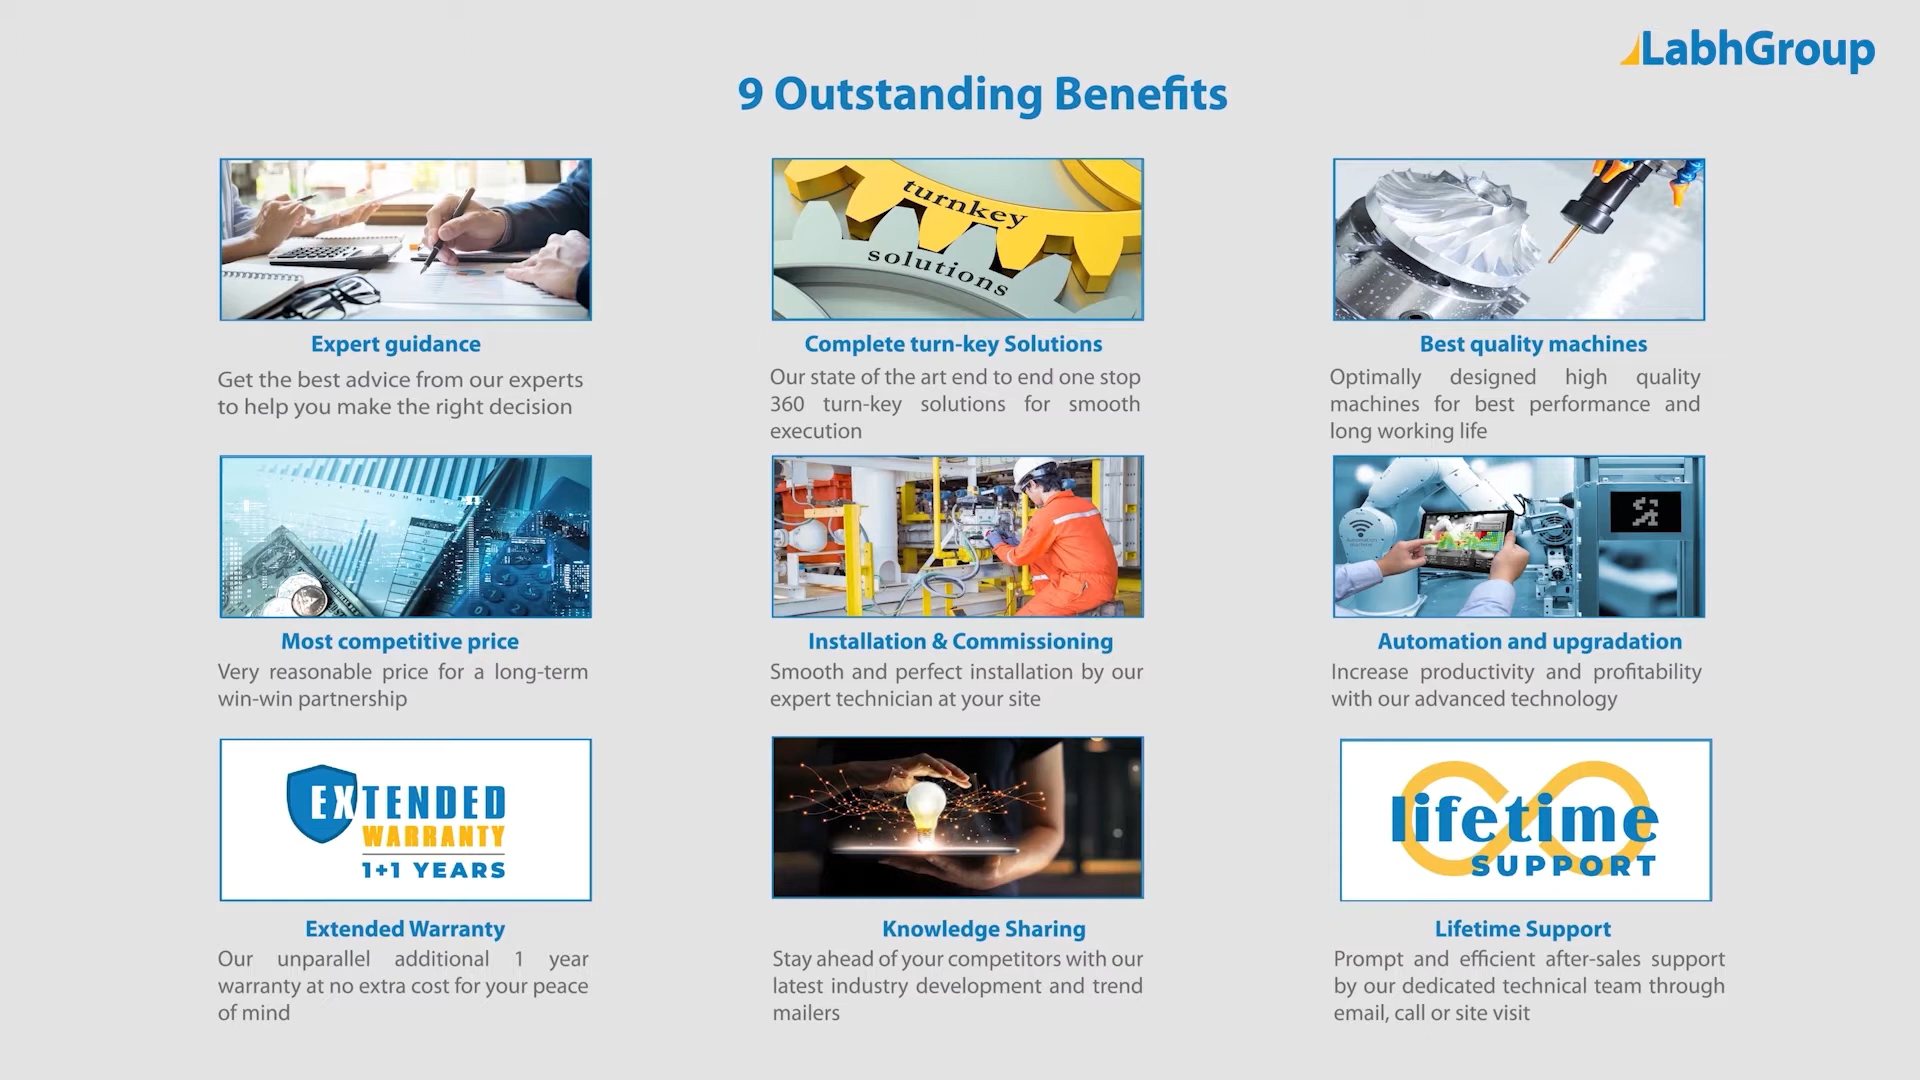 LabhGroup
9 Outstanding Benefits
turnkey
solutions
Expert guidance
Get the best advice from our experts
to help you make the right decision
Complete turn-key Solutions
Our state of the art end to end one stop
360 turn-key solutions for smooth
execution
Best quality machines
Optimally designed high quality
machines for best performance and
long working life
Most competitive price
Very reasonable price for a long-term
win-win partnership
Installation & Commissioning
Smooth and perfect installation by our
expert technician at your site
Automation and upgradation
Increase productivity and profitability
with our advanced technology
EXTENDED
WARRANTY
1+1 YEARS
Extended Warranty
Our unparallel additional 1 year
warranty at no extra cost for your peace
of mind
Knowledge Sharing
Stay ahead of your competitors with our
latest industry development and trend
mailers
lifetime
SUPPORT
Lifetime Support
Prompt and efficient after-sales support
by our dedicated technical team through
email, call or site visit